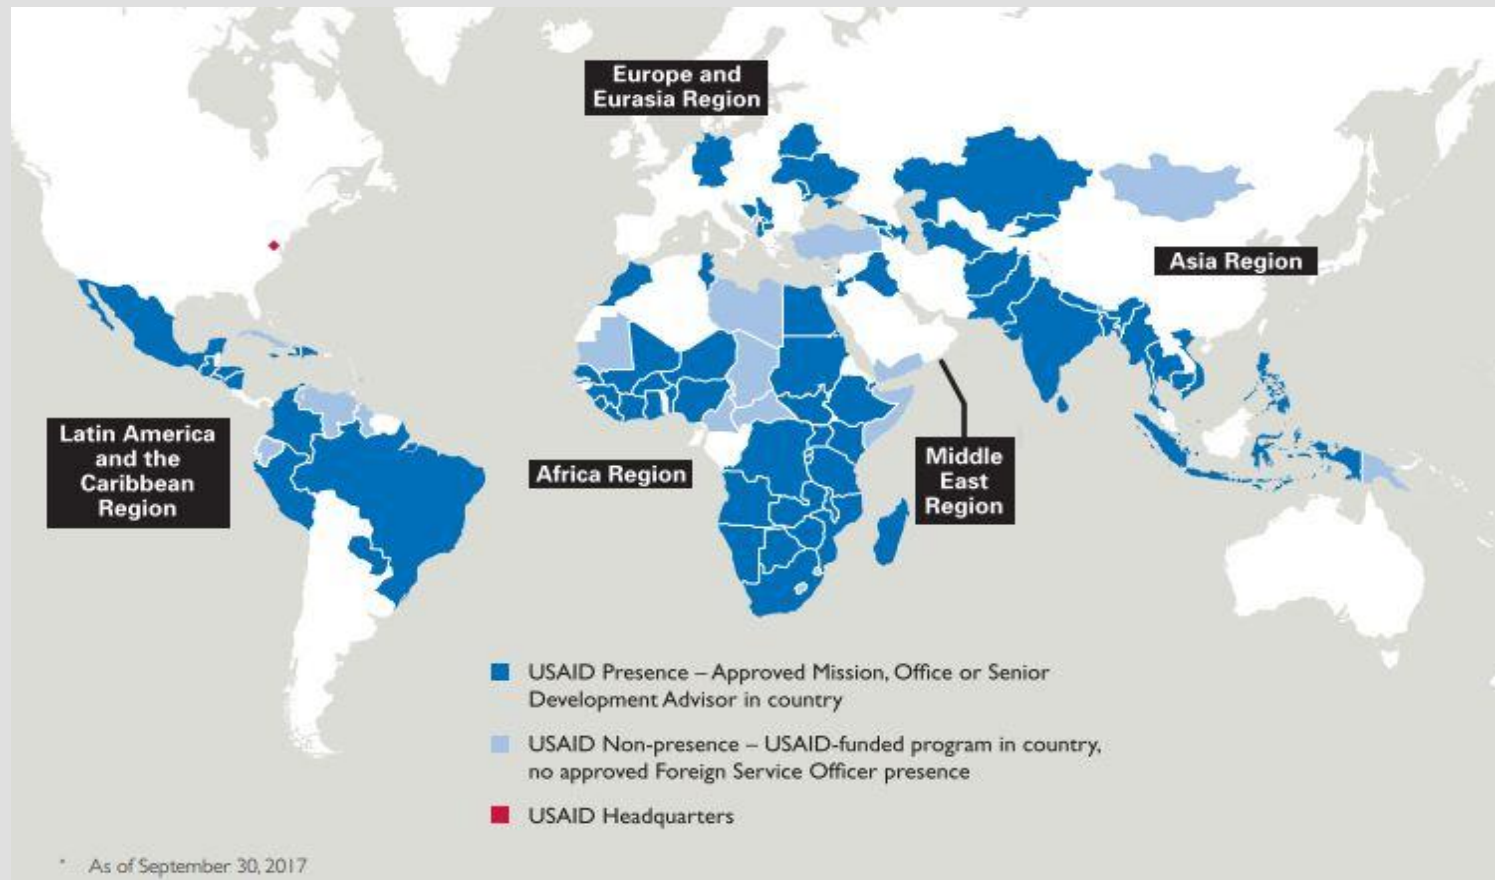 Europe and
Eurasia Region
Asia Region
Latin America
and the
Caribbean
Region
Africa Region
Middle
East
Region
USAID Presence – Approved Mission, Office or Senior
Development Advisor in country
USAID Non-presence – USAID-funded program in country,
no approved Foreign Service Officer presence
USAID Headquarters
* As of September 30, 2017